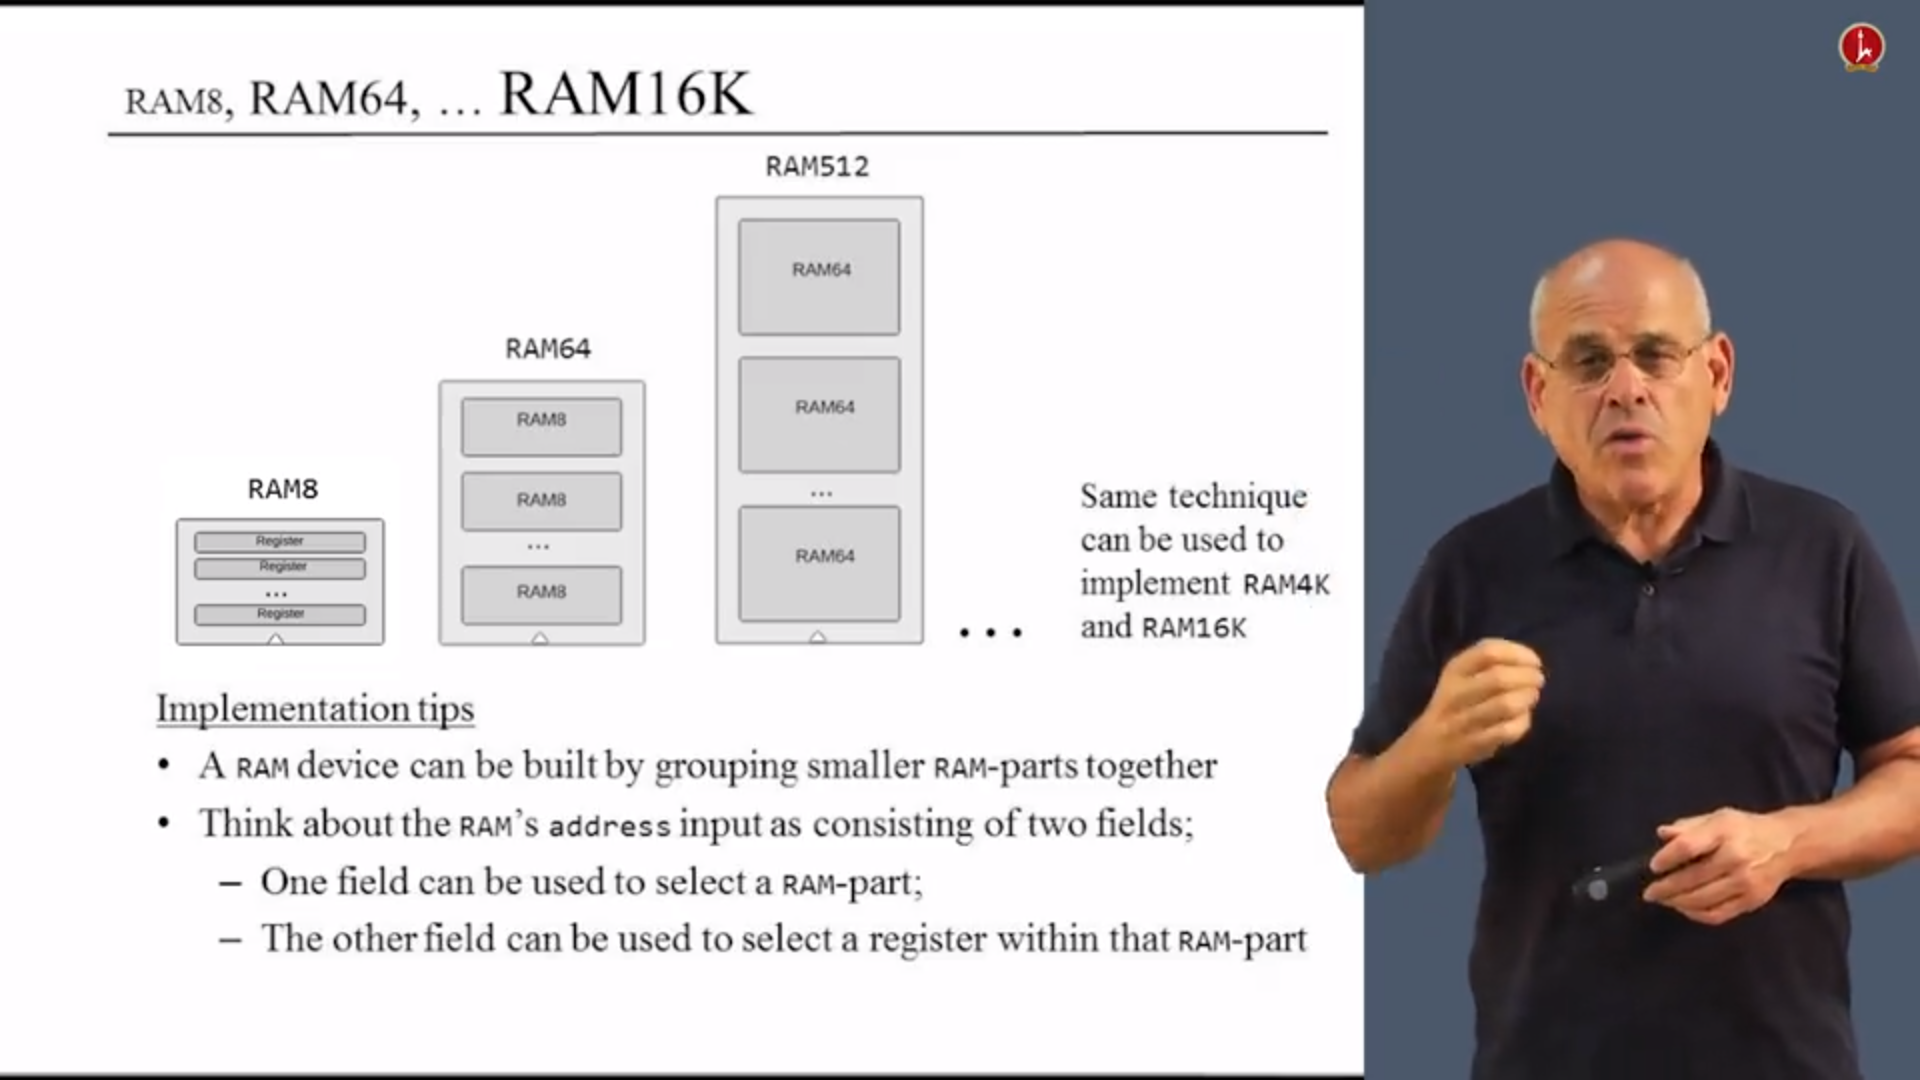 RAM8, RAM64, ... RAM16K
RAM512
RAM64
RAM64
...
RAM64
RAM64
RAM8
RAM8
...
RAM8
RAM8
Register
Register
...
Register
...
Same technique
can be used to
implement RAM4K
and RAM16K
Implementation tips
• A RAM device can be built by grouping smaller RAM-parts together
• Think about the RAM's address input as consisting of two fields;
– One field can be used to select a RAM-part;
– The other field can be used to select a register within that RAM-part